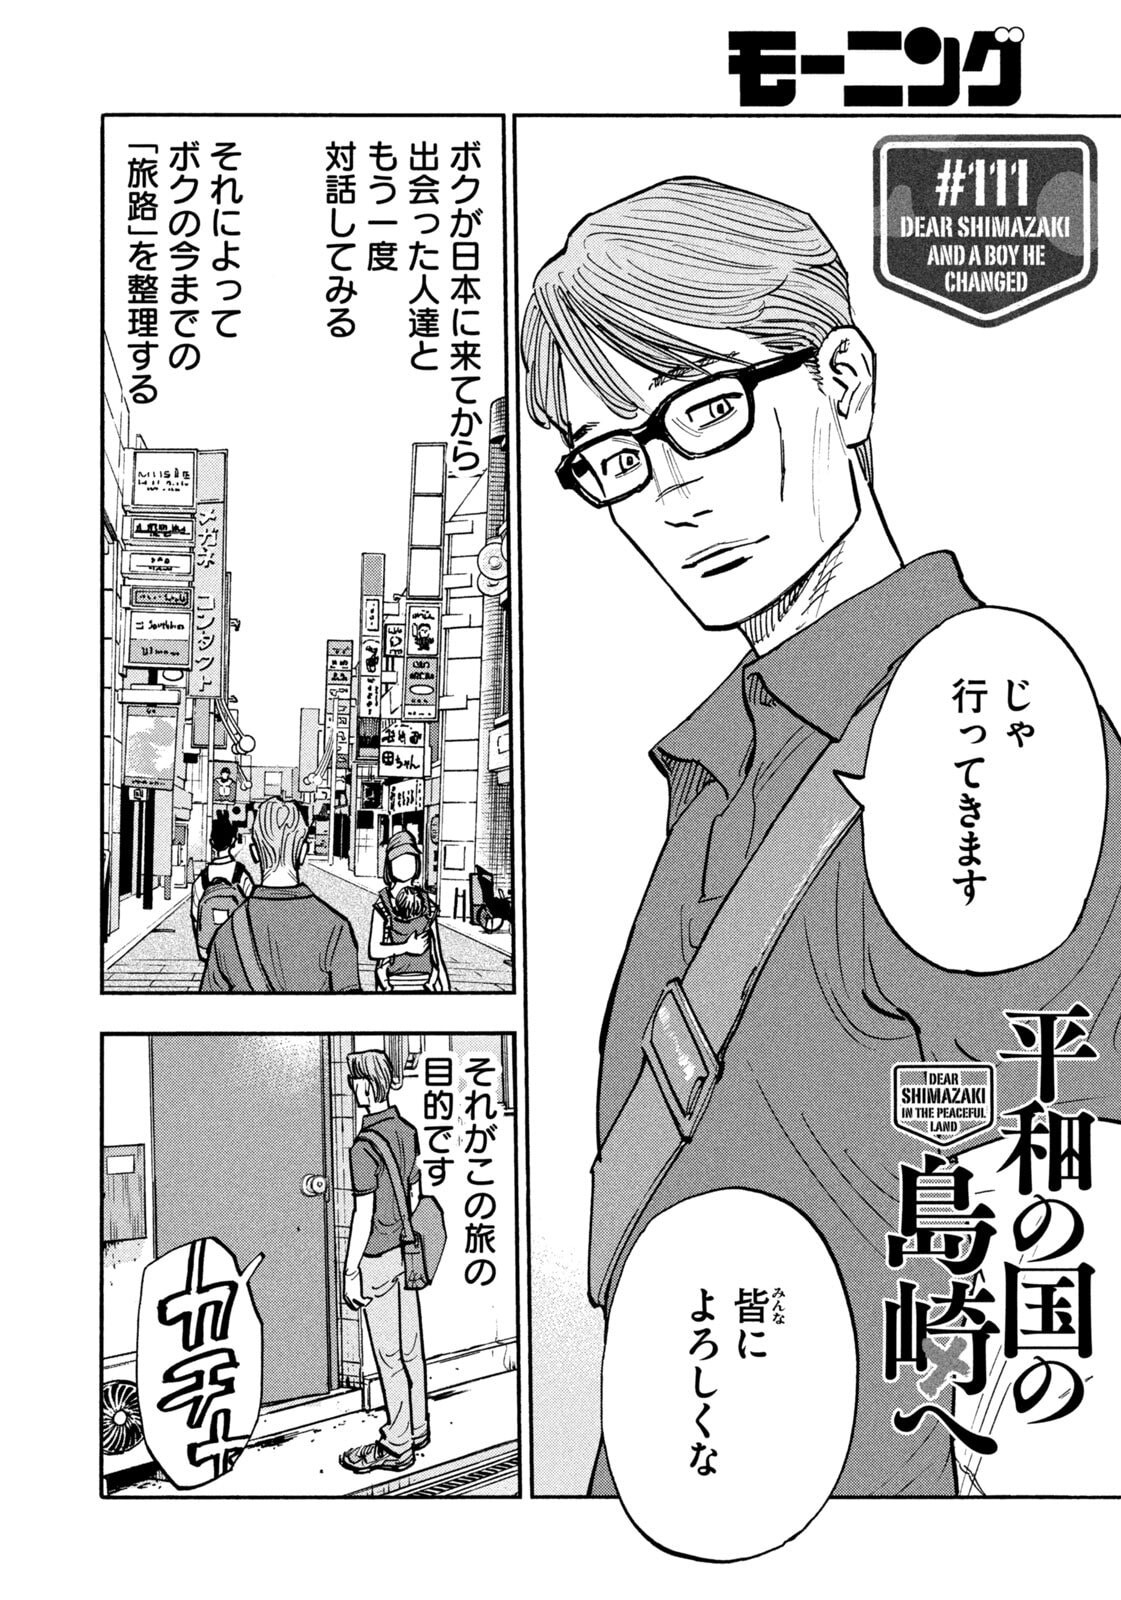 モーニング
#111
DEAR SHIMAZAKI
AND A BOY HE
CHANGED
じゃ
行ってきます
平和の国の
島崎へ
DEAR
SHIMAZAKI
IN THE PEACEFUL
LAND
皆に
みんな
よろしくな
ボクが日本に来てから
出会った人達と
もう一度
対話してみる
それによって
ボクの今までの
「旅路」を整理する
メガネ コンタクト
田ちゃん
それがこの旅の
目的です
ガチャ